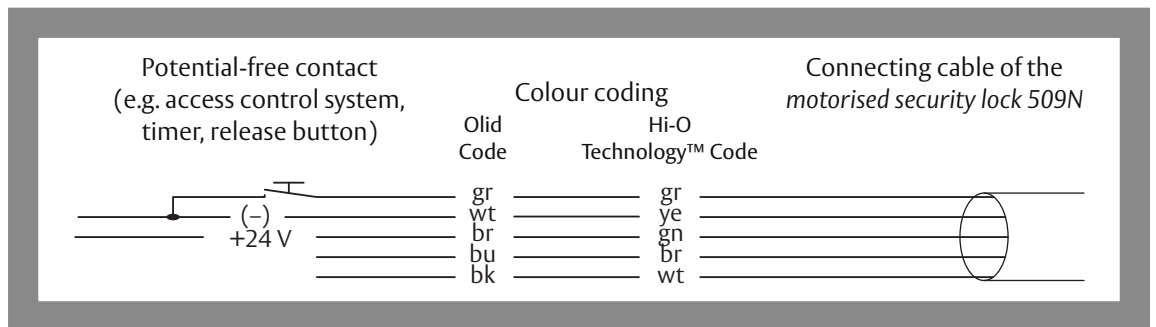 Potential-free contact
(e.g. access control system,
timer, release button)
Colour coding
Olid
Code
Hi-O
Technology™ Code
Connecting cable of the
motorised security lock 509N
gr gr
(–) wt ye
+24 V br gn
bu br
bk wt